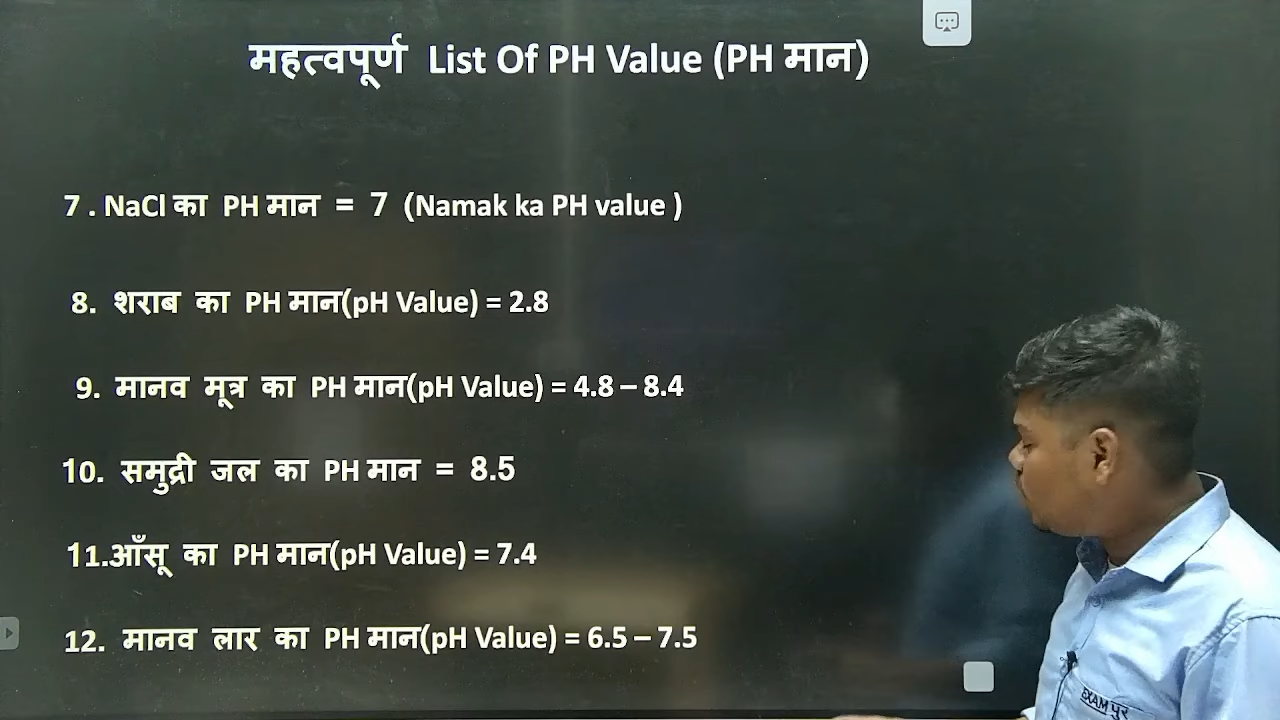 महत्वपूर्ण List Of PH Value (PH मान)
7 . NaCl का PH मान = 7 (Namak ka PH value )
8. शराब का PH मान(pH Value) = 2.8
9. मानव मूत्र का PH मान(pH Value) = 4.8 – 8.4
10. समुद्री जल का PH मान = 8.5
11.आँसू का PH मान(pH Value) = 7.4
12. मानव लार का PH मान(pH Value) = 6.5 – 7.5
EXAM पुर